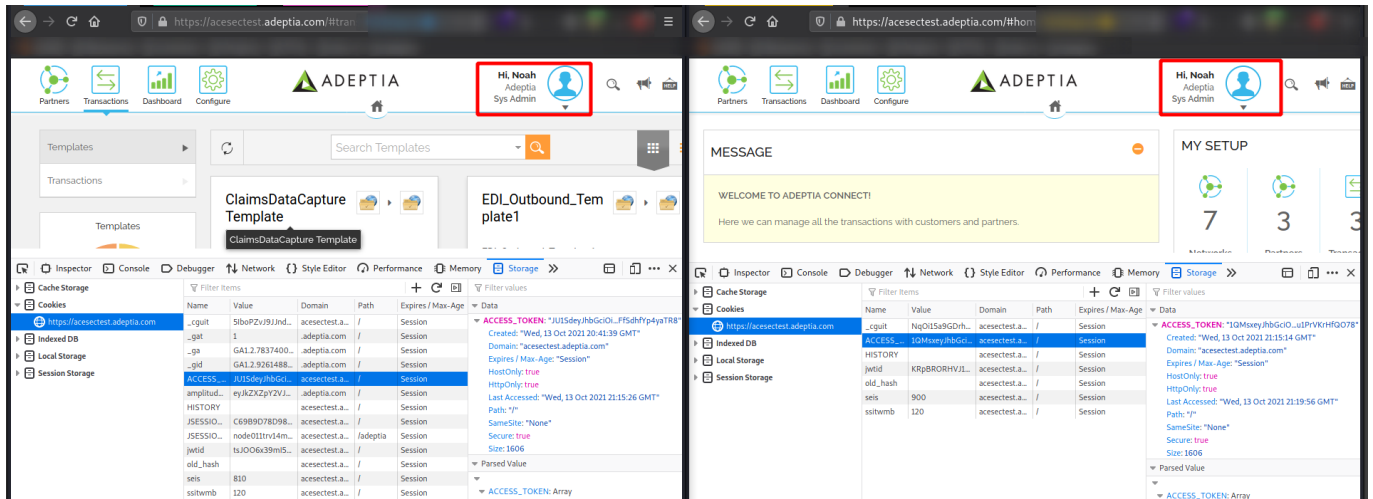 https://acesectest.adeptia.com/#tran
Partners
Transactions
Dashboard
Configure
ADEPTIA
Hi, Noah
Adeptia
Sys Admin
HELP
Templates
Transactions
Templates
Search Templates
ClaimsDataCapture
Template
ClaimsDataCapture Template
EDI_Outbound_Tem
plate1
Inspector Console Debugger Network Style Editor Performance Memory Storage
Cache Storage
Cookies
https://acesectest.adeptia.com
Indexed DB
Local Storage
Session Storage
Filter Items
Name Value Domain Path Expires / Max-Age
_cguit 5IboPZvJ9JJnd... acesectest.a... / Session
_gat 1 .adeptia.com / Session
_ga GA1.2.7837400... .adeptia.com / Session
_gid GA1.2.9261488... .adeptia.com / Session
ACCESS_... JU1SdeyJhbGci... acesectest.a... / Session
amplitud... eyJkZXZpY2VJ... .adeptia.com / Session
HISTORY acesectest.a... / Session
JSESSIO... C69B9D78D98... acesectest.a... / Session
JSESSIO... node011trv14m... acesectest.a... /adeptia Session
jwtid tsJOO6x39mI5... acesectest.a... / Session
old_hash acesectest.a... / Session
seis 810 acesectest.a... / Session
ssitwmb 120 acesectest.a... / Session
Filter values
Data
ACCESS_TOKEN: "JU1SdeyJhbGciOi...FfSdhfYp4yaTR8"
Created: "Wed, 13 Oct 2021 20:41:39 GMT"
Domain: "acesectest.adeptia.com"
Expires / Max-Age: "Session"
HostOnly: true
HttpOnly: true
Last Accessed: "Wed, 13 Oct 2021 21:15:26 GMT"
Path: "/"
SameSite: "None"
Secure: true
Size: 1606
Parsed Value
ACCESS_TOKEN: Array
https://acesectest.adeptia.com/#hom
Partners
Transactions
Dashboard
Configure
ADEPTIA
Hi, Noah
Adeptia
Sys Admin
HELP
MESSAGE
WELCOME TO ADEPTIA CONNECT!
Here we can manage all the transactions with customers and partners.
MY SETUP
7
3
3
Networks
Partners
Transac
Inspector Console Debugger Network Style Editor Performance Memory Storage
Cache Storage
Cookies
https://acesectest.adeptia.com
Indexed DB
Local Storage
Session Storage
Filter Items
Name Value Domain Path Expires / Max-Age
_cguit NqOi15a9GDrh... acesectest.a... / Session
ACCESS_... 1QMsxeyJhbGci... acesectest.a... / Session
HISTORY acesectest.a... / Session
jwtid KRpBRORHVJ1... acesectest.a... / Session
old_hash acesectest.a... / Session
seis 900 acesectest.a... / Session
ssitwmb 120 acesectest.a... / Session
Filter values
Data
ACCESS_TOKEN: "1QMsxeyJhbGciO...u1PrVKrHfQO78"
Created: "Wed, 13 Oct 2021 21:15:14 GMT"
Domain: "acesectest.adeptia.com"
Expires / Max-Age: "Session"
HostOnly: true
HttpOnly: true
Last Accessed: "Wed, 13 Oct 2021 21:19:56 GMT"
Path: "/"
SameSite: "None"
Secure: true
Size: 1606
Parsed Value
ACCESS_TOKEN: Array